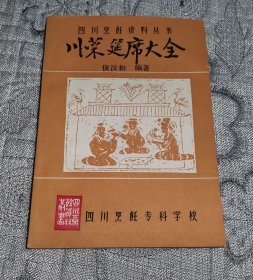 四川烹饪资料丛书
川菜筵席大全
侯汉初 编著
四川烹饪专科学校